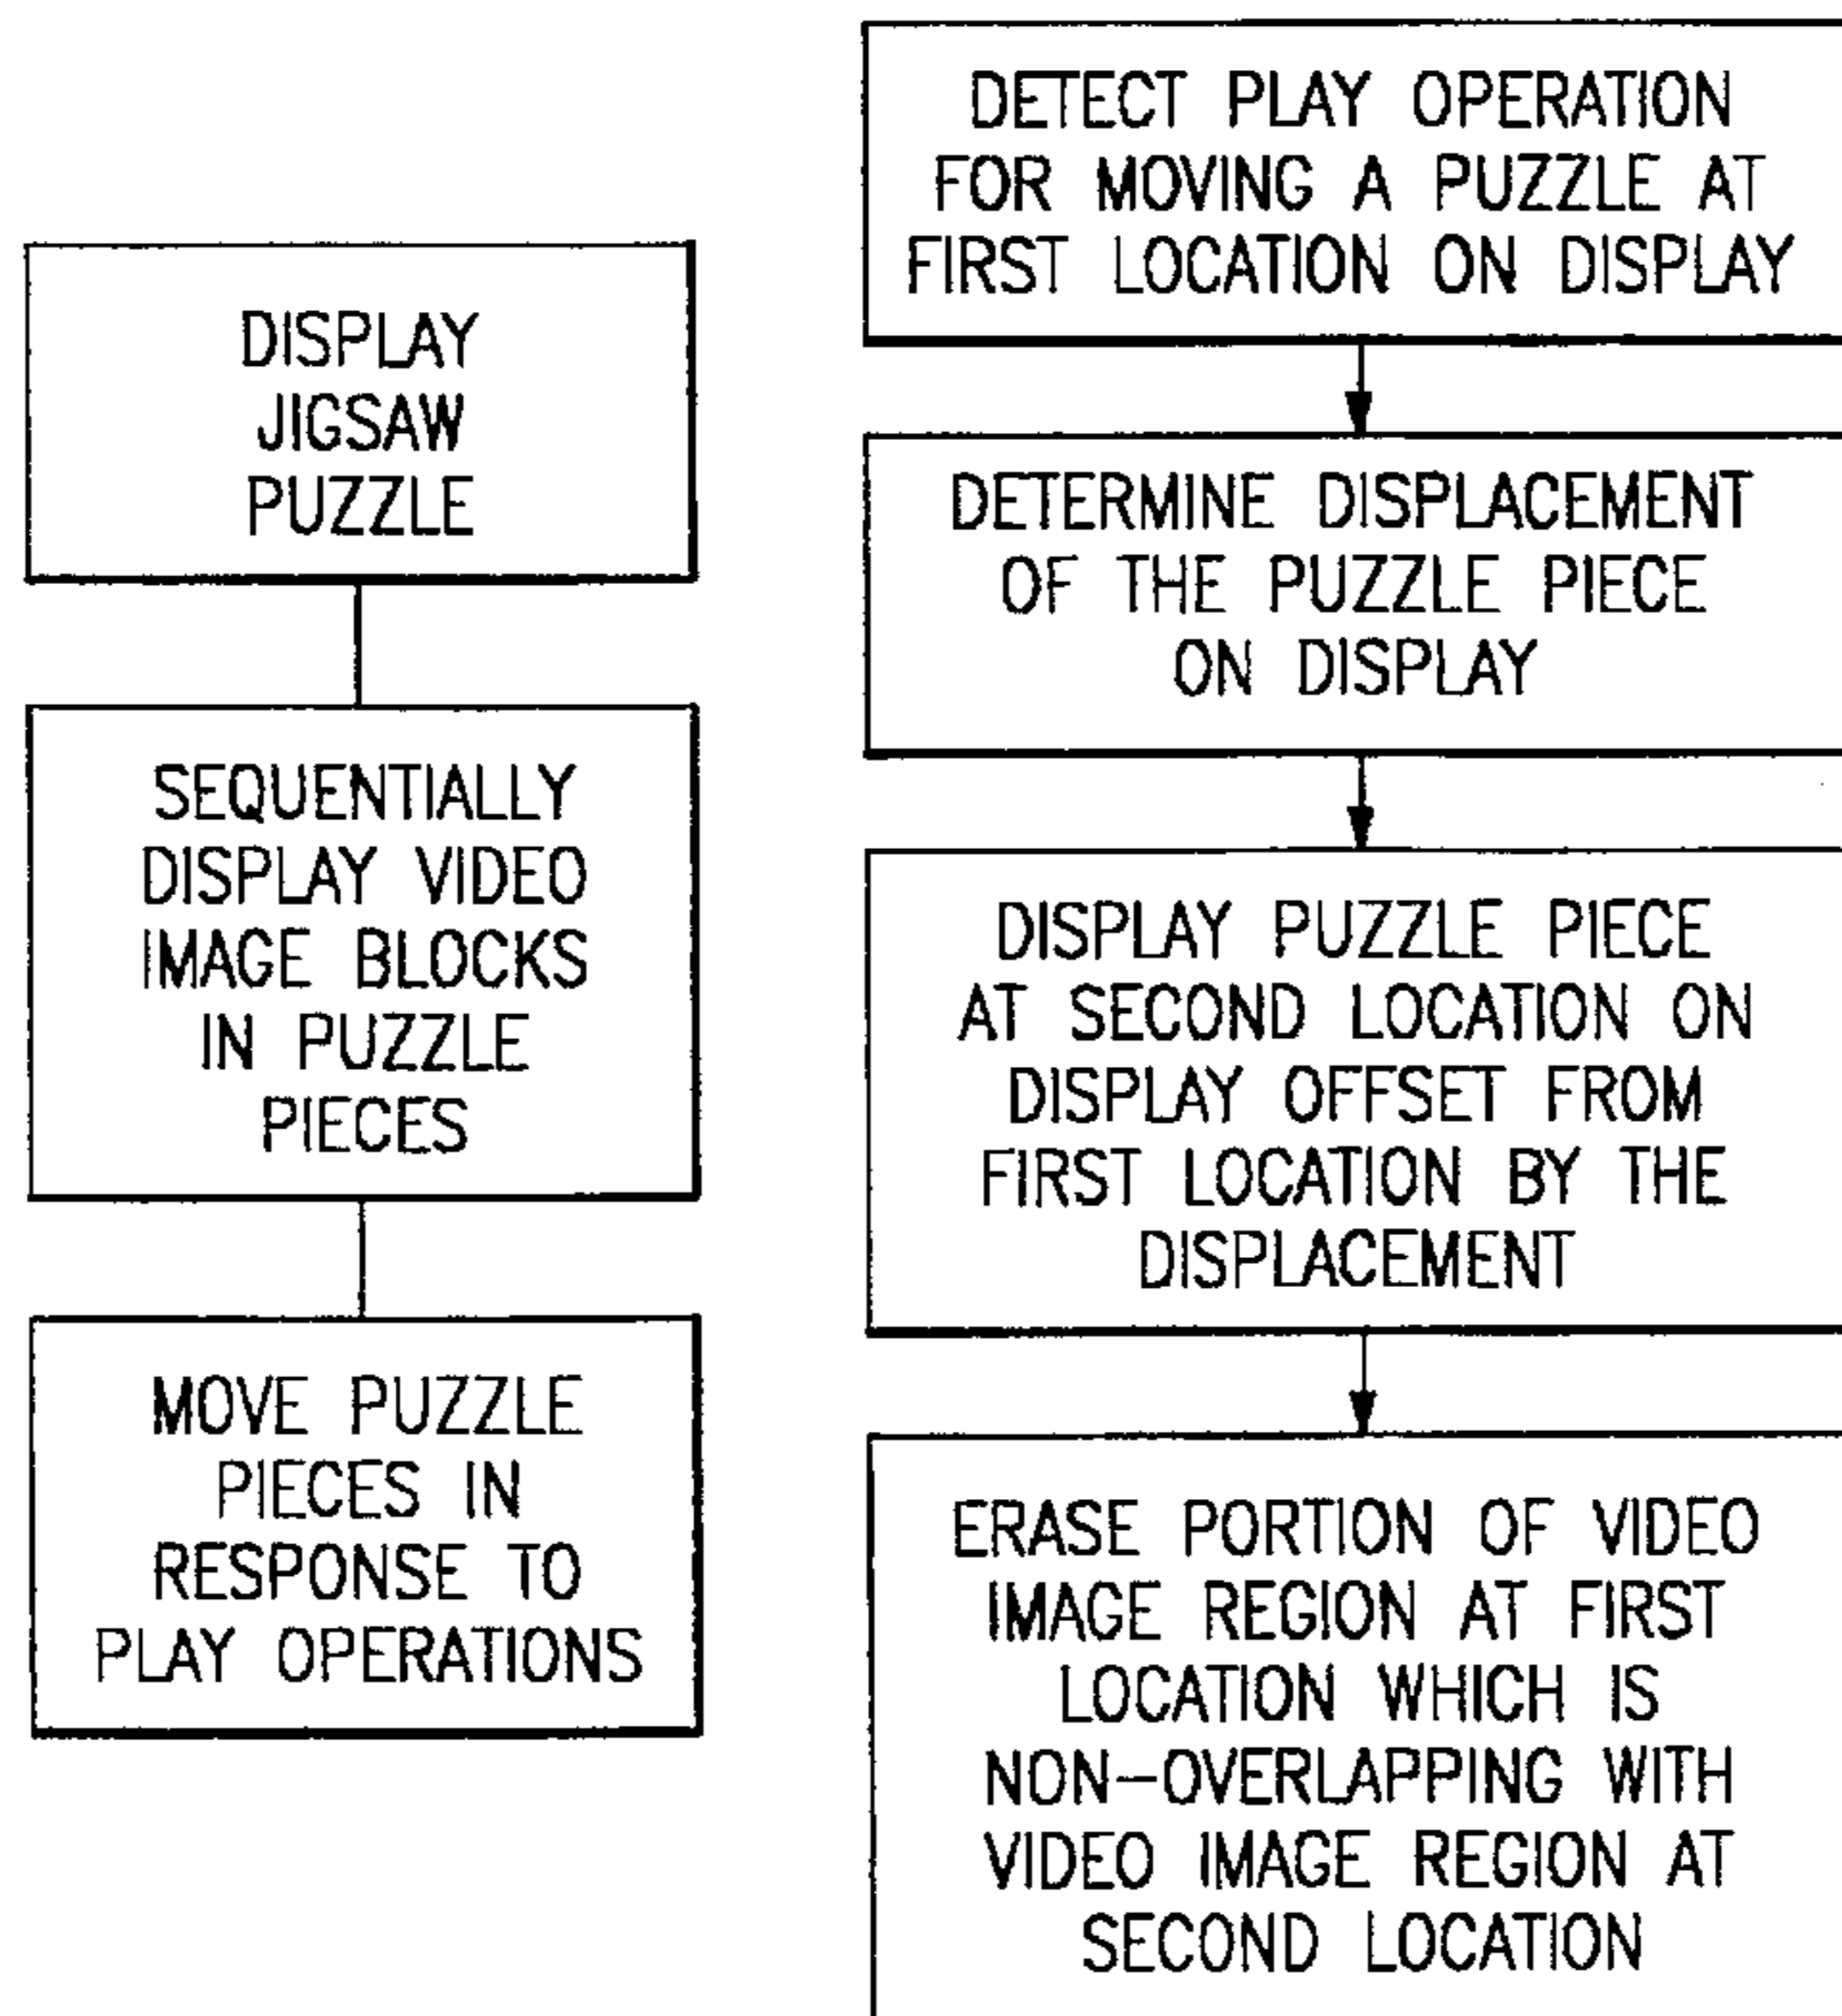 DISPLAY
JIGSAW
PUZZLE
SEQUENTIALLY
DISPLAY VIDEO
IMAGE BLOCKS
IN PUZZLE
PIECES
MOVE PUZZLE
PIECES IN
RESPONSE TO
PLAY OPERATIONS
DETECT PLAY OPERATION
FOR MOVING A PUZZLE AT
FIRST LOCATION ON DISPLAY
DETERMINE DISPLACEMENT
OF THE PUZZLE PIECE
ON DISPLAY
DISPLAY PUZZLE PIECE
AT SECOND LOCATION ON
DISPLAY OFFSET FROM
FIRST LOCATION BY THE
DISPLACEMENT
ERASE PORTION OF VIDEO
IMAGE REGION AT FIRST
LOCATION WHICH IS
NON-OVERLAPPING WITH
VIDEO IMAGE REGION AT
SECOND LOCATION